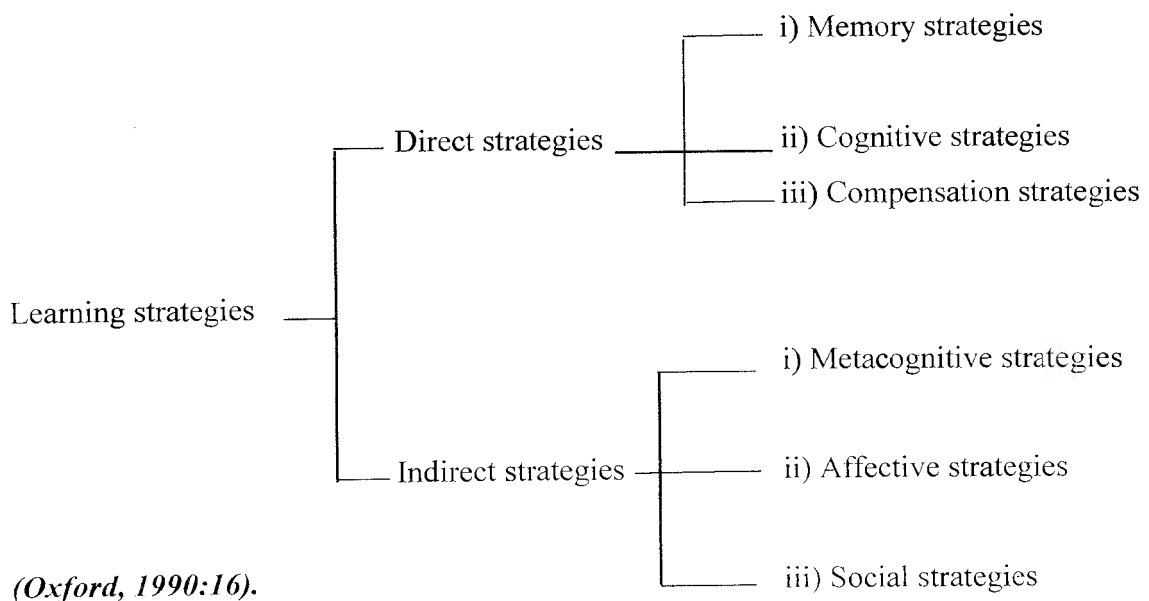 i) Memory strategies
Direct strategies
ii) Cognitive strategies
iii) Compensation strategies
Learning strategies
i) Metacognitive strategies
Indirect strategies
ii) Affective strategies
iii) Social strategies
(Oxford, 1990:16).